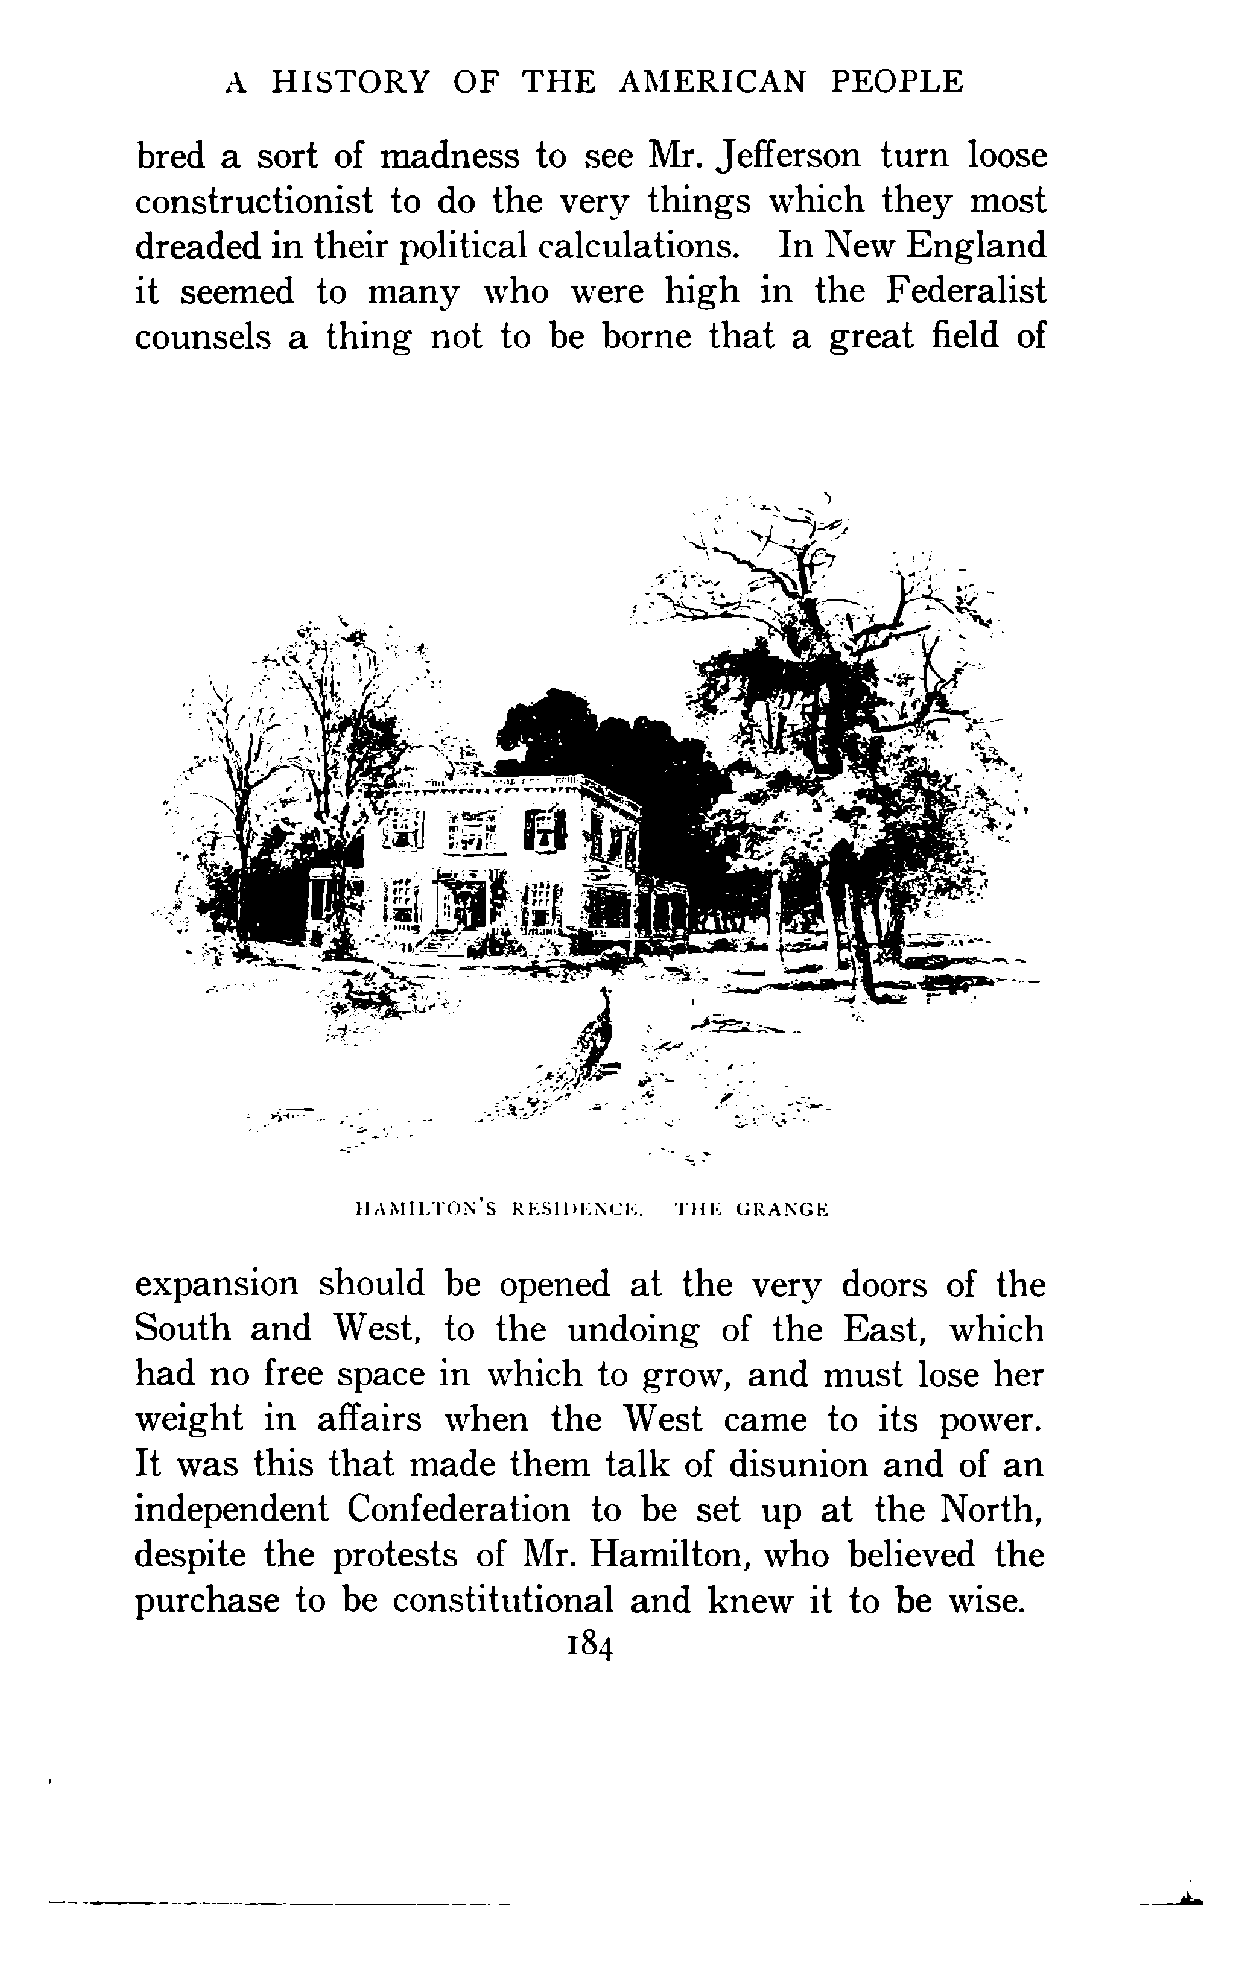 A HISTORY OF THE AMERICAN PEOPLE
bred a sort of madness to see Mr. Jefferson turn loose
constructionist to do the very things which they most
dreaded in their political calculations. In New England
it seemed to many who were high in the Federalist
counsels a thing not to be borne that a great field of
HAMILTON'S RESIDENCE. THE GRANGE
expansion should be opened at the very doors of the
South and West, to the undoing of the East, which
had no free space in which to grow, and must lose her
weight in affairs when the West came to its power.
It was this that made them talk of disunion and of an
independent Confederation to be set up at the North,
despite the protests of Mr. Hamilton, who believed the
purchase to be constitutional and knew it to be wise.
184